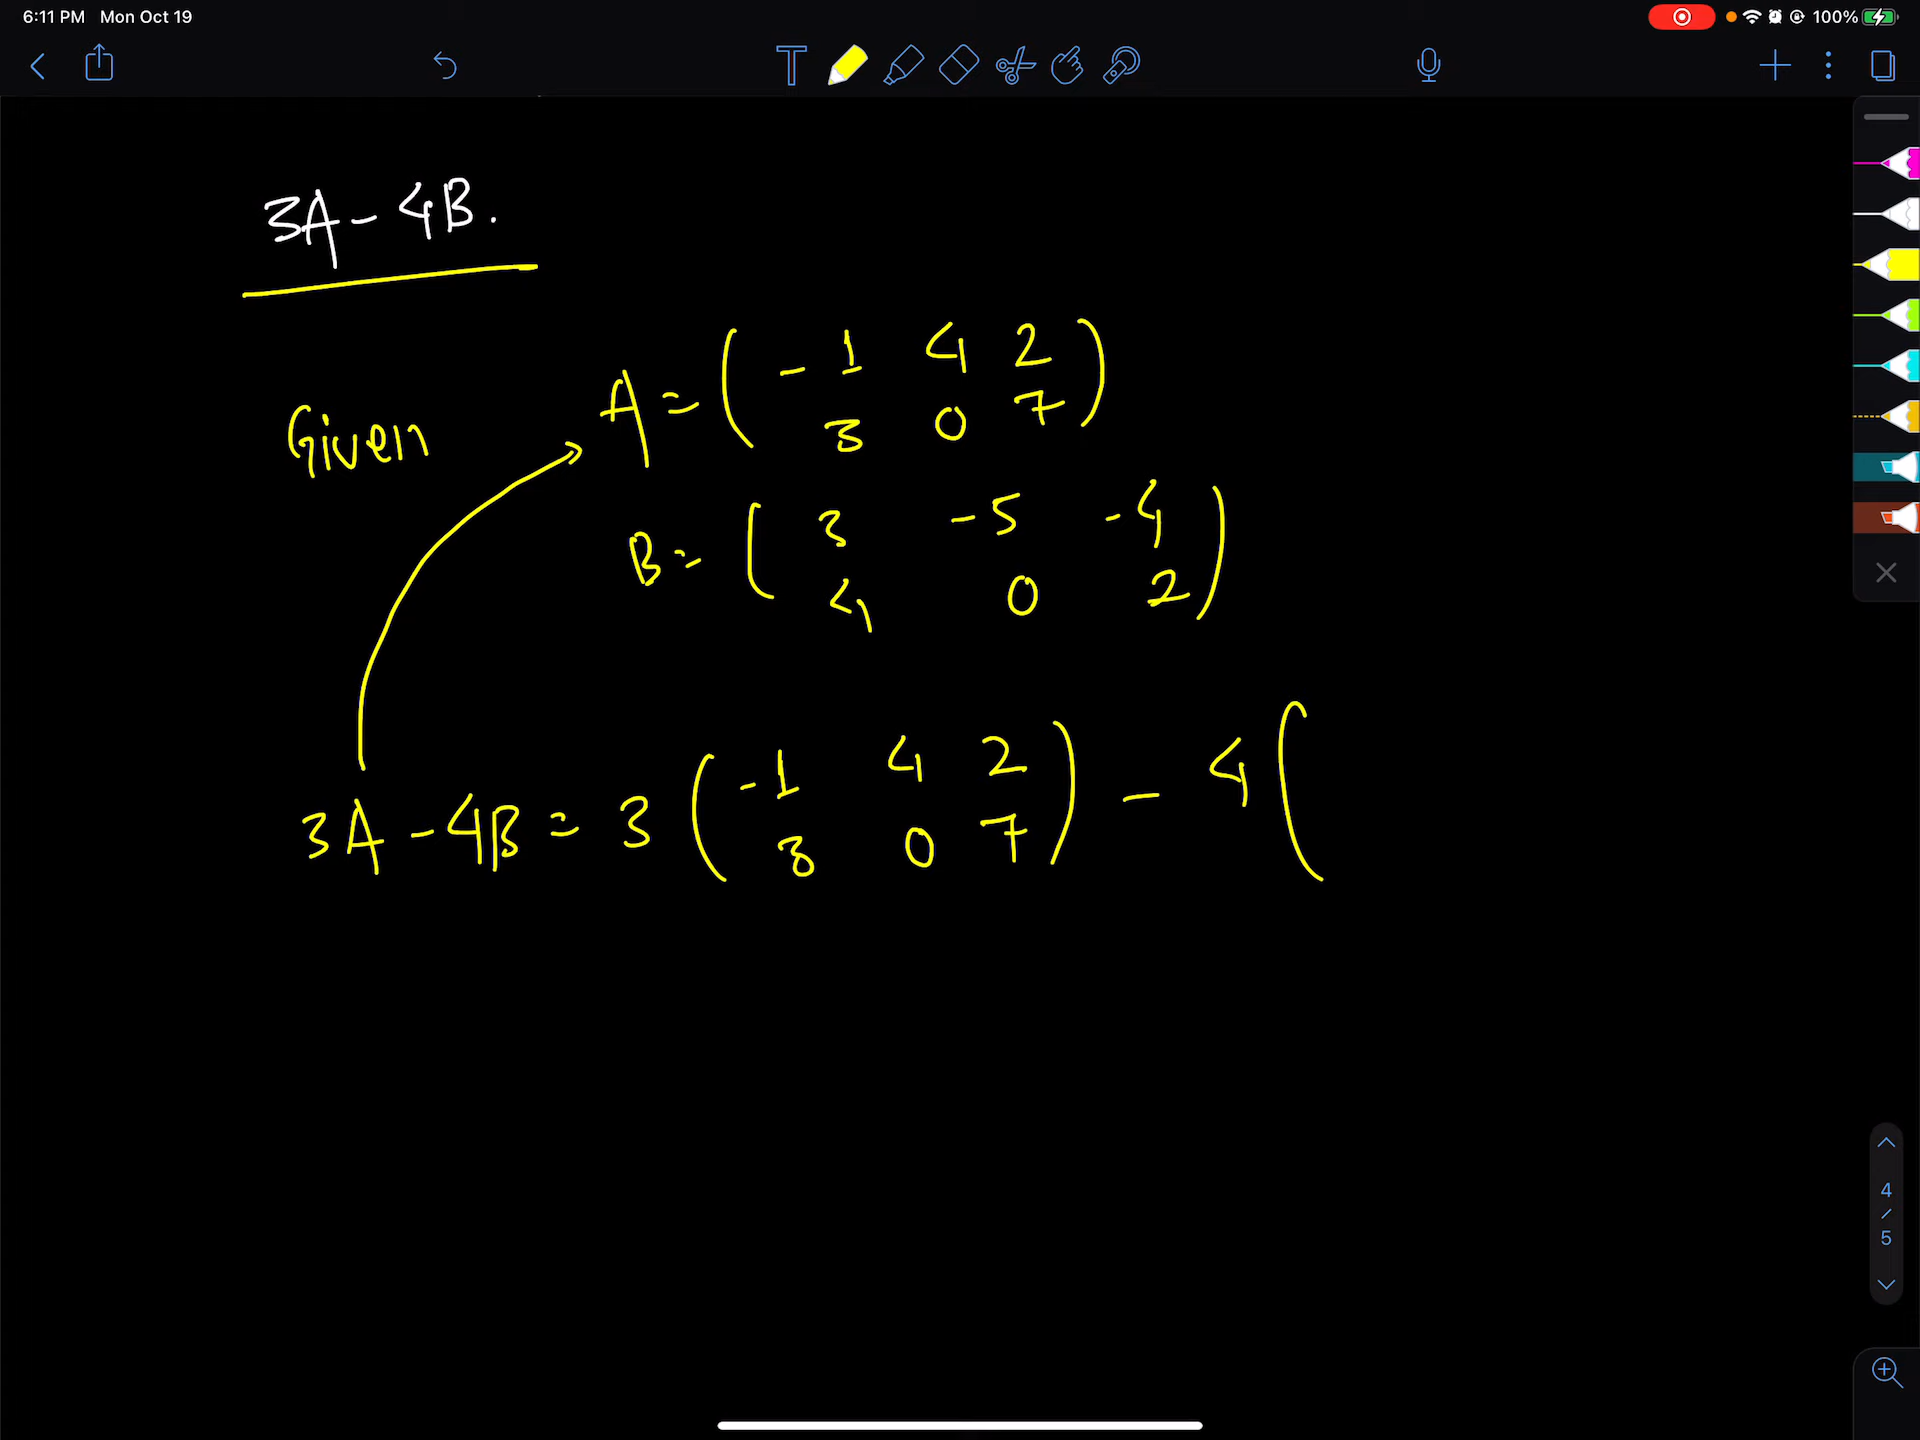 6:11 PM Mon Oct 19
100%
T
3A - 4B.
Given
A = ( -1 4 2
3 0 7 )
B = ( 3 -5 -4
4 0 2 )
3A - 4B = 3 ( -1 4 2
3 0 7 ) - 4 (
4
/
5